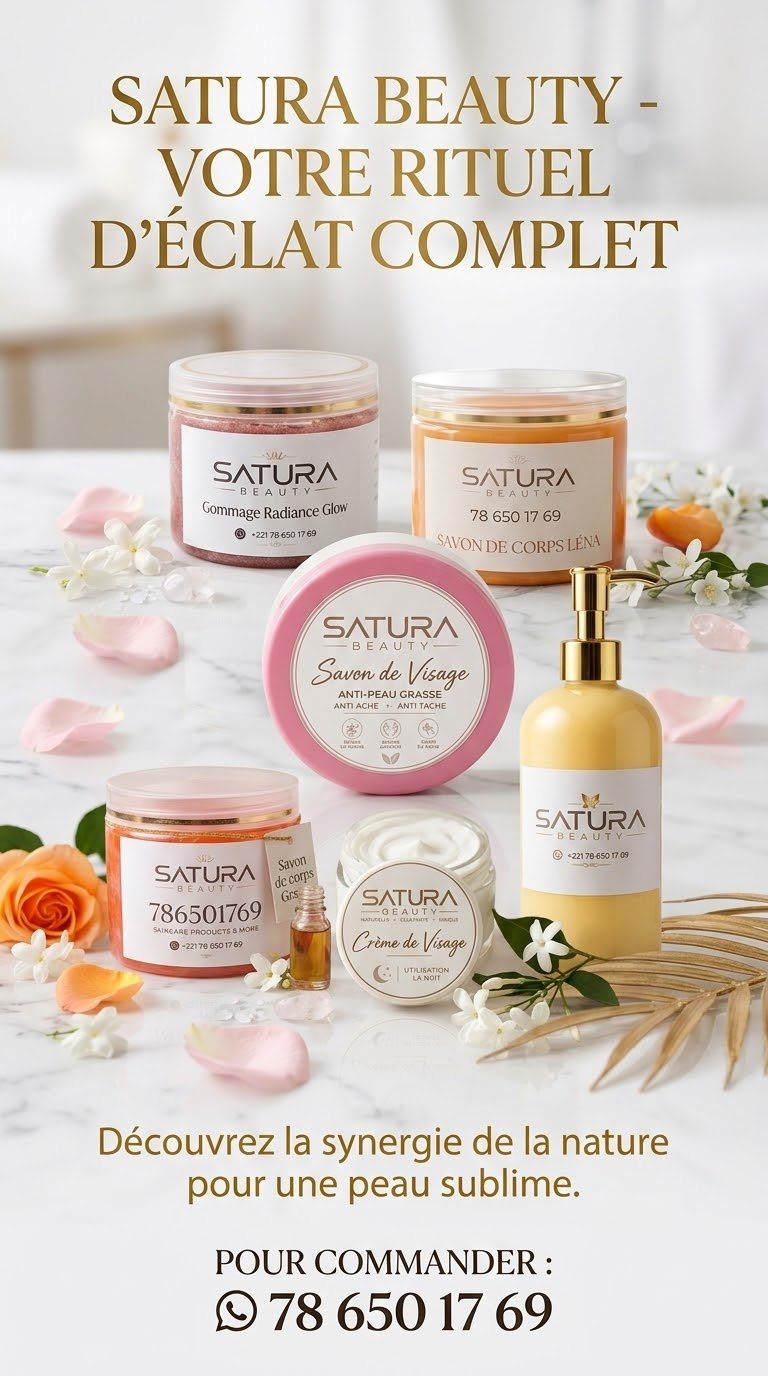 SATURA BEAUTY -
VOTRE RITUEL
D'ÉCLAT COMPLET
SATURA
BEAUTY
Gommage Radiance Glow
+221 78 650 17 69
SATURA
BEAUTY
78 650 17 69
SAVON DE CORPS LÉNA
SATURA
BEAUTY
Savon de Visage
ANTI-PEAU GRASSE
ANTI ACHE + ANTI TACHE
SATURA
BEAUTY
+221 78-650 17 09
SATURA
BEAUTY
786501769
SAINCARE PRODUCTS & MORE
+221 78 650 17 69
Savon
de corps
SATURA
BEAUTY
Crème de Visage
UTILISATION
LA NOIT
Découvrez la synergie de la nature
pour une peau sublime.
POUR COMMANDER :
78 650 17 69